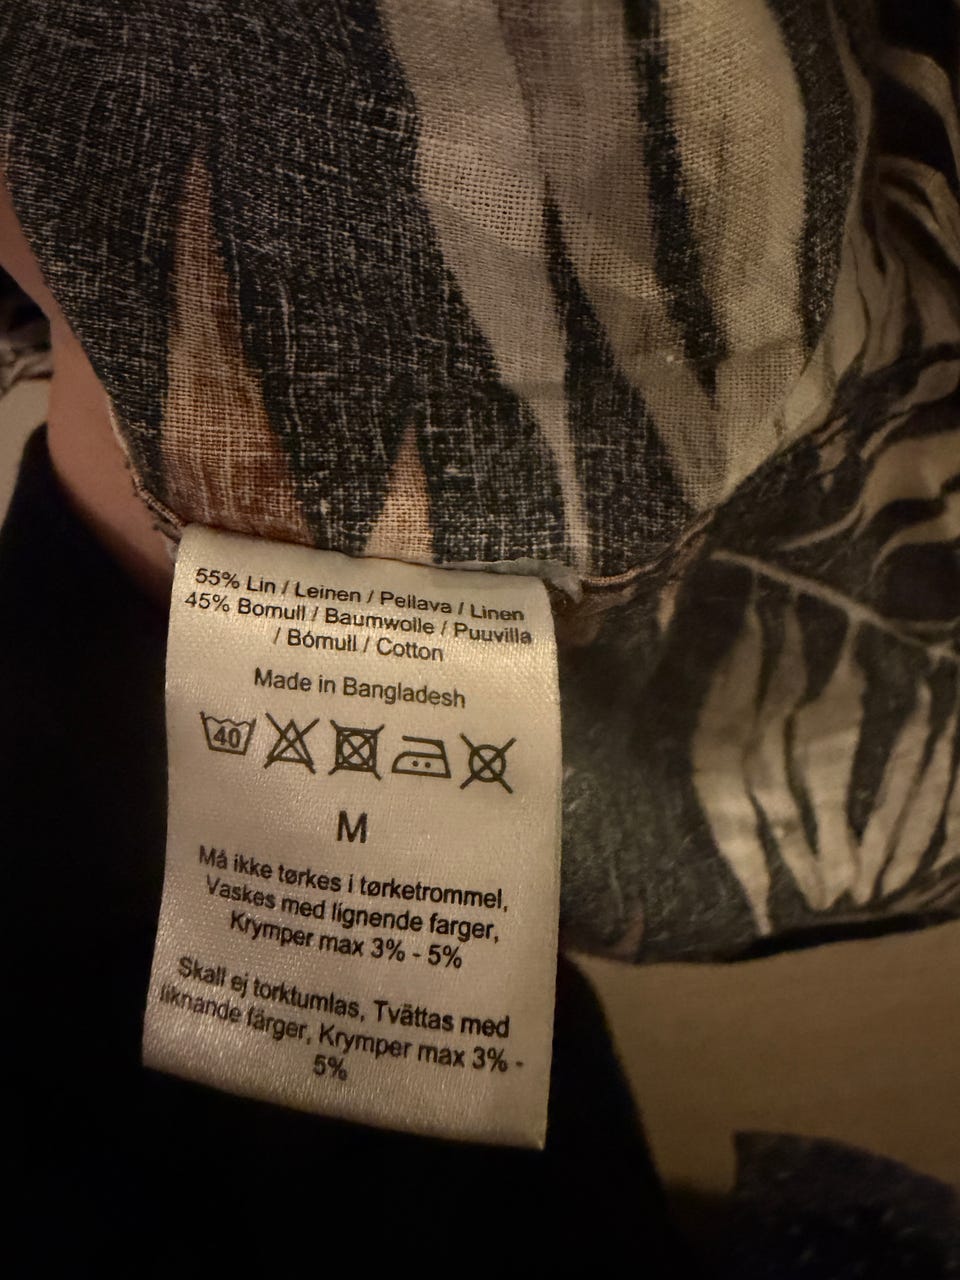 55% Lin / Leinen / Pellava / Linen
45% Bomull / Baumwolle / Puuvilla
/ Bómull / Cotton
Made in Bangladesh
40
M
Må ikke tørkes i tørketrommel,
Vaskes med lignende farger,
Krymper max 3% - 5%
Skall ej torktumlas, Tvättas med
liknande färger, Krymper max 3% -
5%